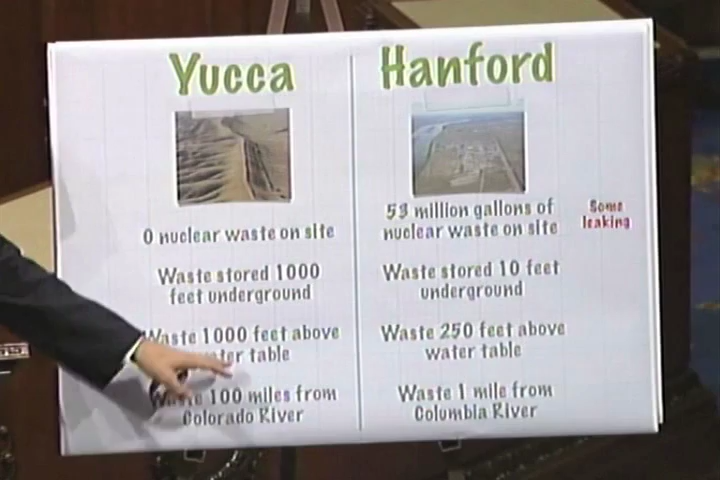 Yucca
0 nuclear waste on site
Waste stored 1000
feet underground
Waste 1000 feet above
table
Waste 100 miles from
Colorado River
Hanford
53 million gallons of
nuclear waste on site
Some
leaking
Waste stored 10 feet
underground
Waste 250 feet above
water table
Waste 1 mile from
Columbia River